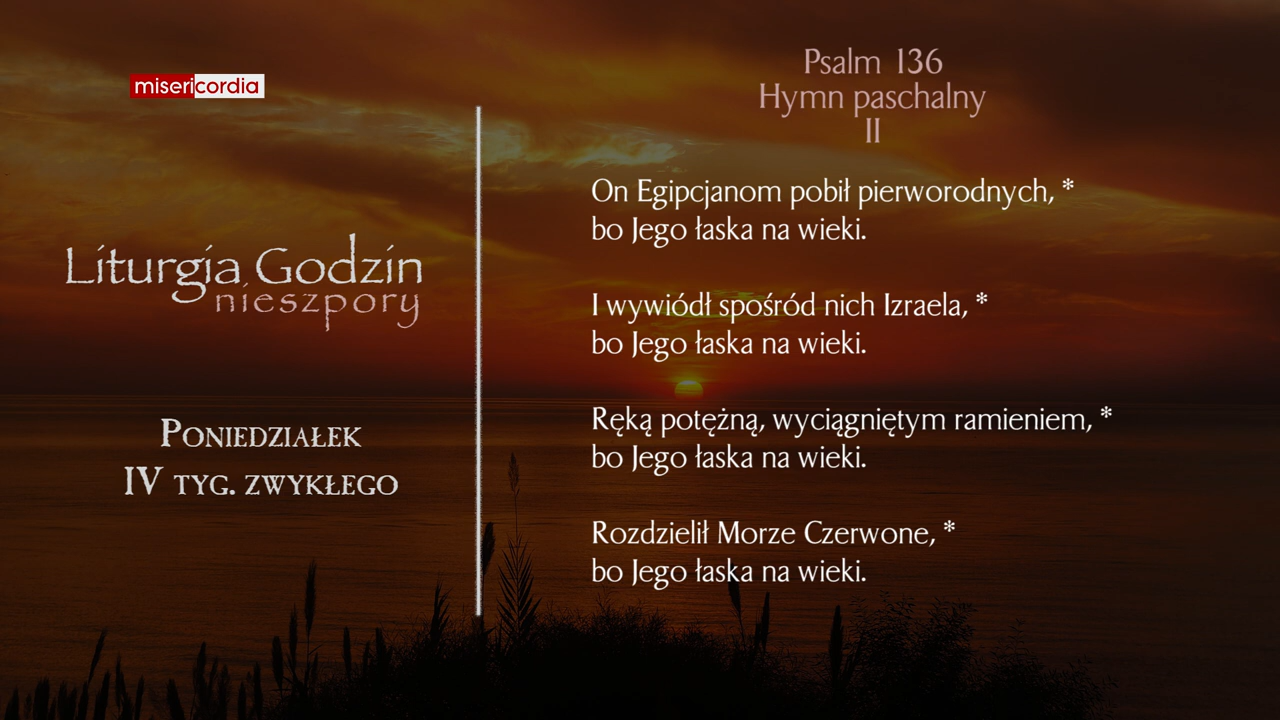 misericordia
Liturgia Godzin
nieszpory
Poniedziałek
IV tyg. zwykłego
Psalm 136
Hymn paschalny
II
On Egipcjanom pobił pierworodnych, *
bo Jego łaska na wieki.
I wywiódł spośród nich Izraela, *
bo Jego łaska na wieki.
Ręką potężną, wyciągniętym ramieniem, *
bo Jego łaska na wieki.
Rozdzielił Morze Czerwone, *
bo Jego łaska na wieki.